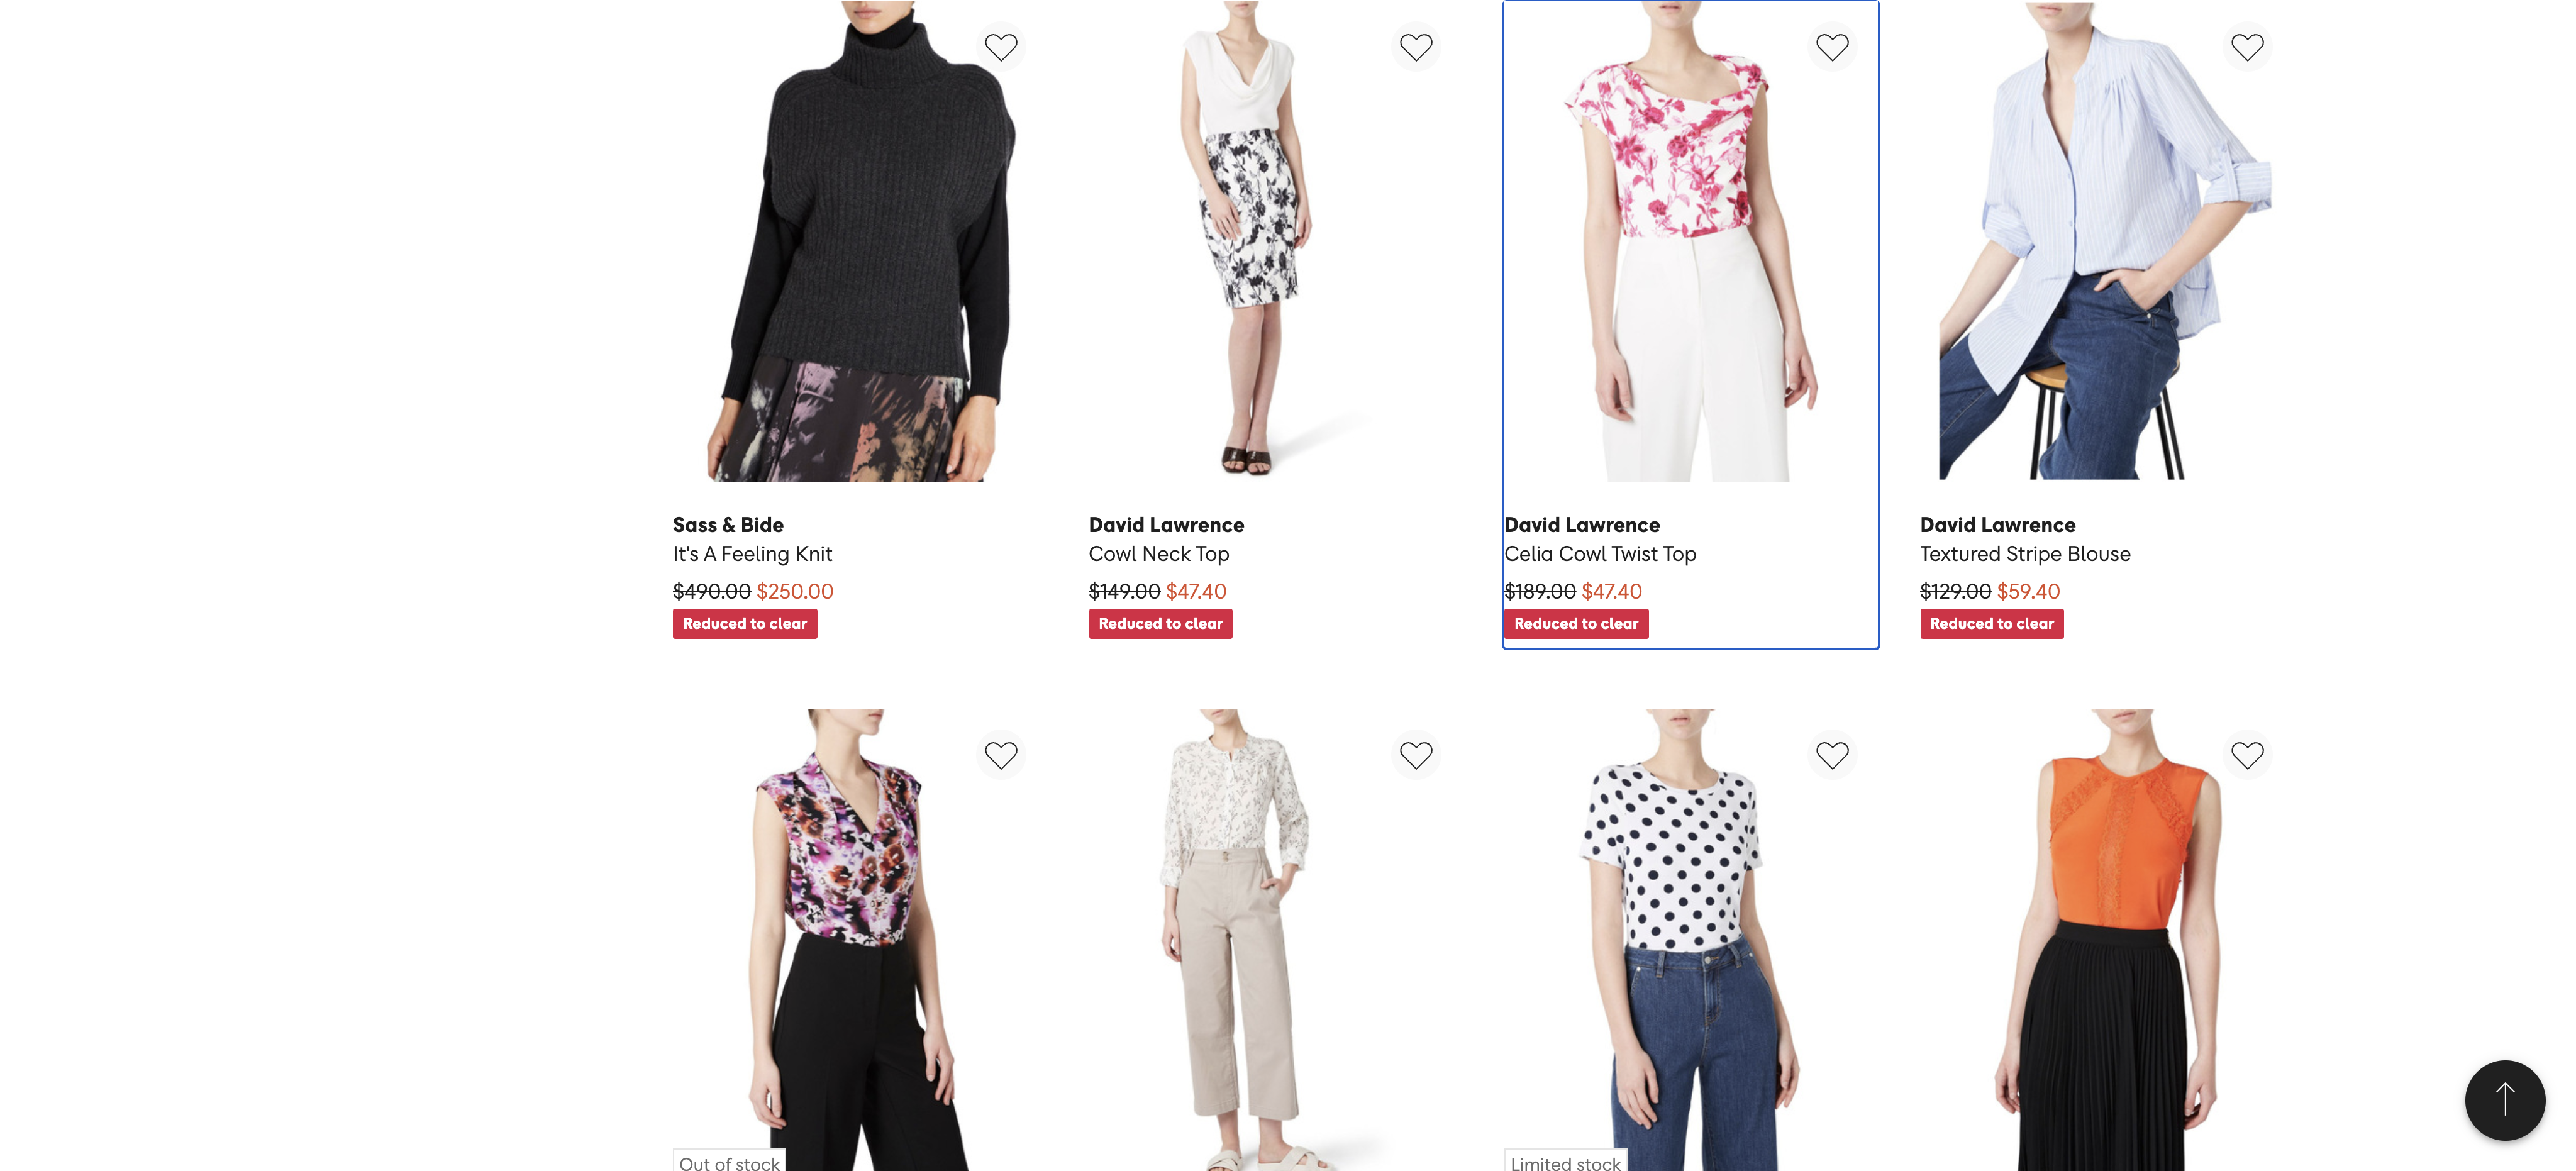 Sass & Bide
It's A Feeling Knit
$490.00 $250.00
Reduced to clear
David Lawrence
Cowl Neck Top
$149.00 $47.40
Reduced to clear
David Lawrence
Celia Cowl Twist Top
$189.00 $47.40
Reduced to clear
David Lawrence
Textured Stripe Blouse
$129.00 $59.40
Reduced to clear
Out of stock
Limited stock